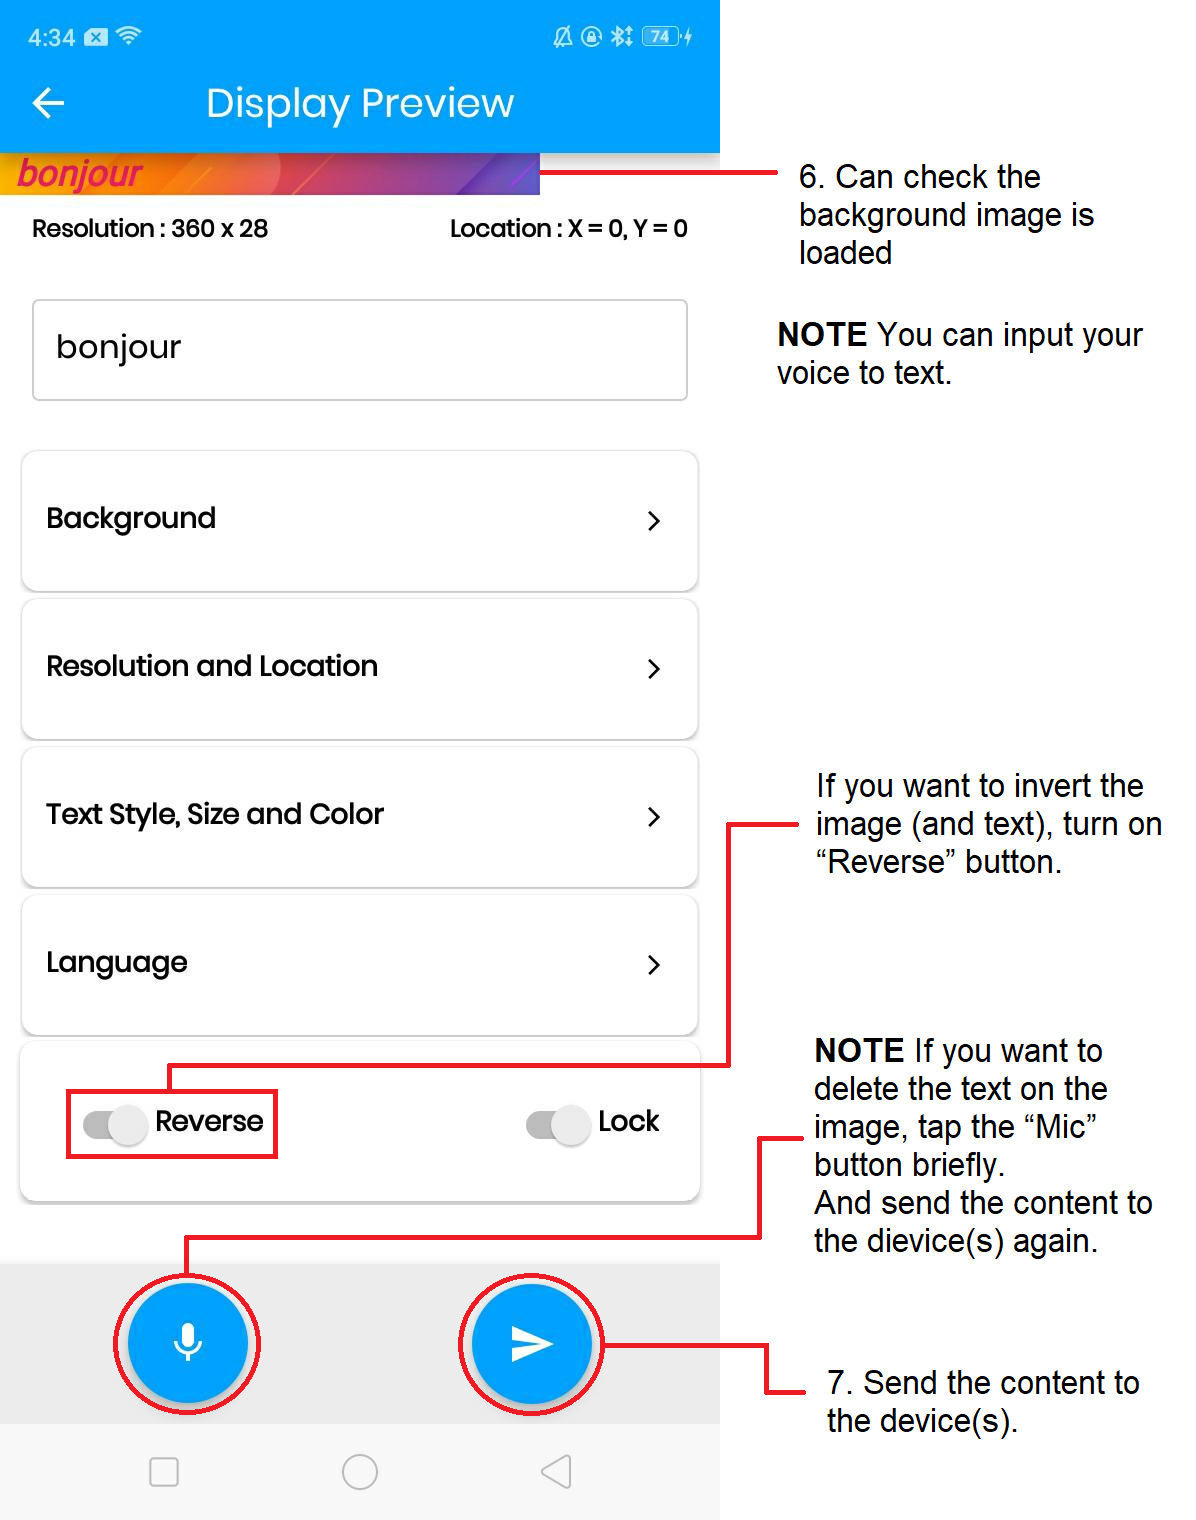 4:34
74
Display Preview
bonjour
Resolution : 360 x 28
Location : X = 0, Y = 0
bonjour
Background
Resolution and Location
Text Style, Size and Color
Language
Reverse
Lock
6. Can check the
background image is
loaded
NOTE You can input your
voice to text.
If you want to invert the
image (and text), turn on
“Reverse” button.
NOTE If you want to
delete the text on the
image, tap the “Mic”
button briefly.
And send the content to
the dievice(s) again.
7. Send the content to
the device(s).